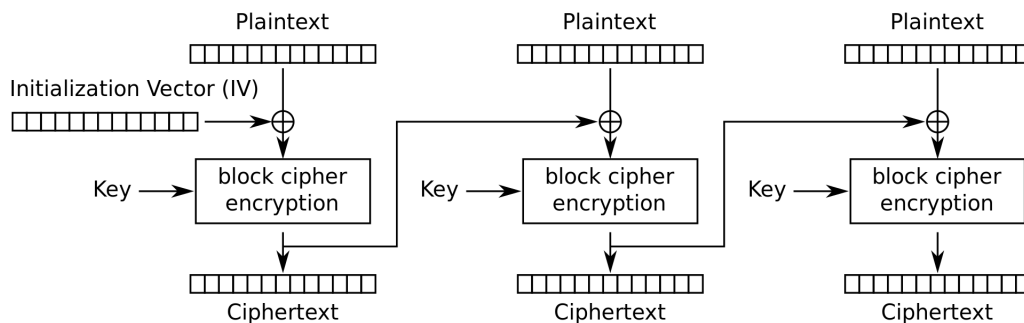 Plaintext
Plaintext
Plaintext
Initialization Vector (IV)
Key
block cipher
encryption
Key
block cipher
encryption
Key
block cipher
encryption
Ciphertext
Ciphertext
Ciphertext